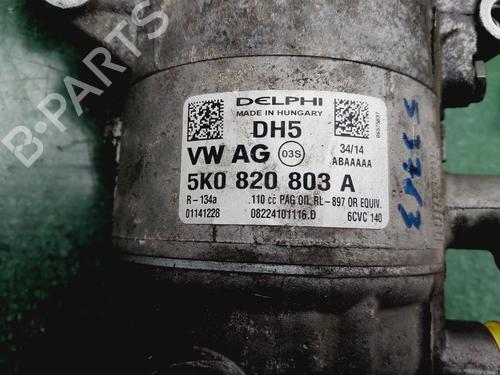 DELPHI
MADE IN HUNGARY
DH5
VW AG 03S
34/14
ABAAAAA
5K0 820 803 A
R-134a 110 cc PAG OIL RL-897 OR EQUIV.
01141228 08224101116.D 6CVC 140
B-PARTS